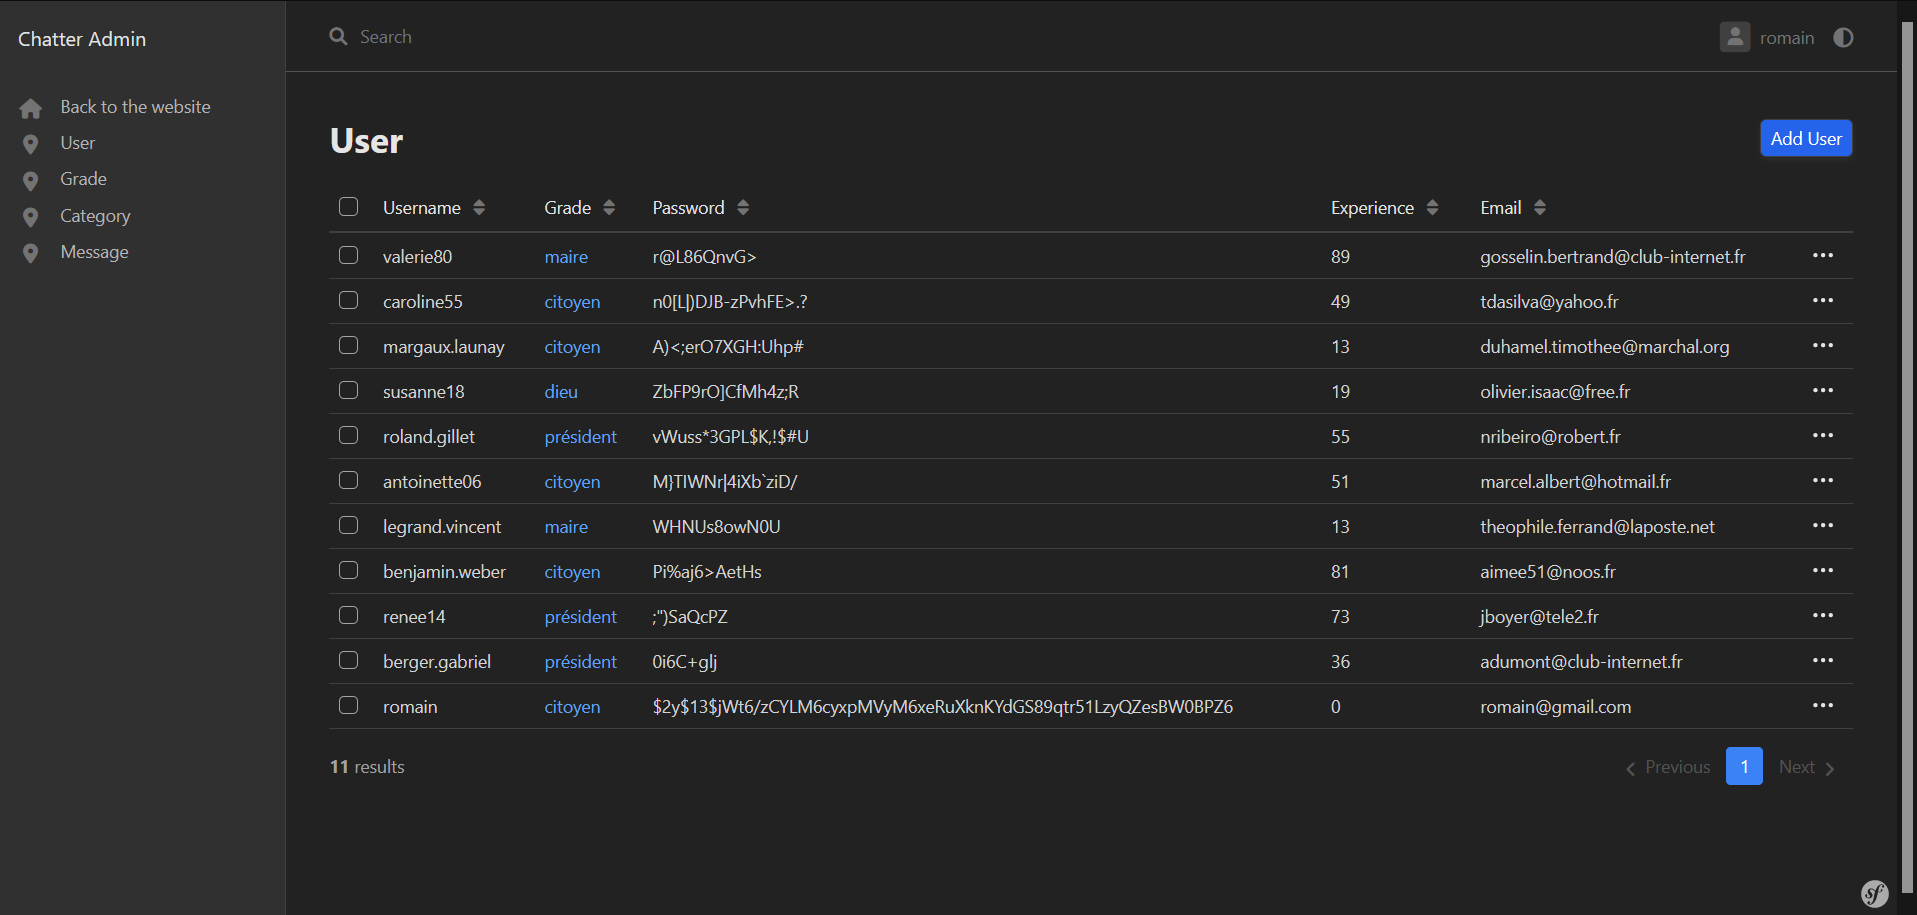 Chatter Admin
Search
romain
Back to the website
User
Grade
Category
Message
User
Add User
Username Grade Password Experience Email
valerie80 maire r@L86QnvG> 89 gosselin.bertrand@club-internet.fr
caroline55 citoyen n0[L|)DJB-zPvhFE>.? 49 tdasilva@yahoo.fr
margaux.launay citoyen A)<;erO7XGH:Uhp# 13 duhamel.timothee@marchal.org
susanne18 dieu ZbFP9rO]CfMh4z;R 19 olivier.isaac@free.fr
roland.gillet président vWuss*3GPL$K,!$#U 55 nribeiro@robert.fr
antoinette06 citoyen M}TIWNr|4iXb`ziD/ 51 marcel.albert@hotmail.fr
legrand.vincent maire WHNUs8owN0U 13 theophile.ferrand@laposte.net
benjamin.weber citoyen Pi%aj6>AetHs 81 aimee51@noos.fr
renee14 président ;")SaQcPZ 73 jboyer@tele2.fr
berger.gabriel président 0i6C+glj 36 adumont@club-internet.fr
romain citoyen $2y$13$jWt6/zCYLM6cyxpMVyM6xeRuXknKYdGS89qtr51LzyQZesBW0BPZ6 0 romain@gmail.com
11 results
Previous 1 Next
sf